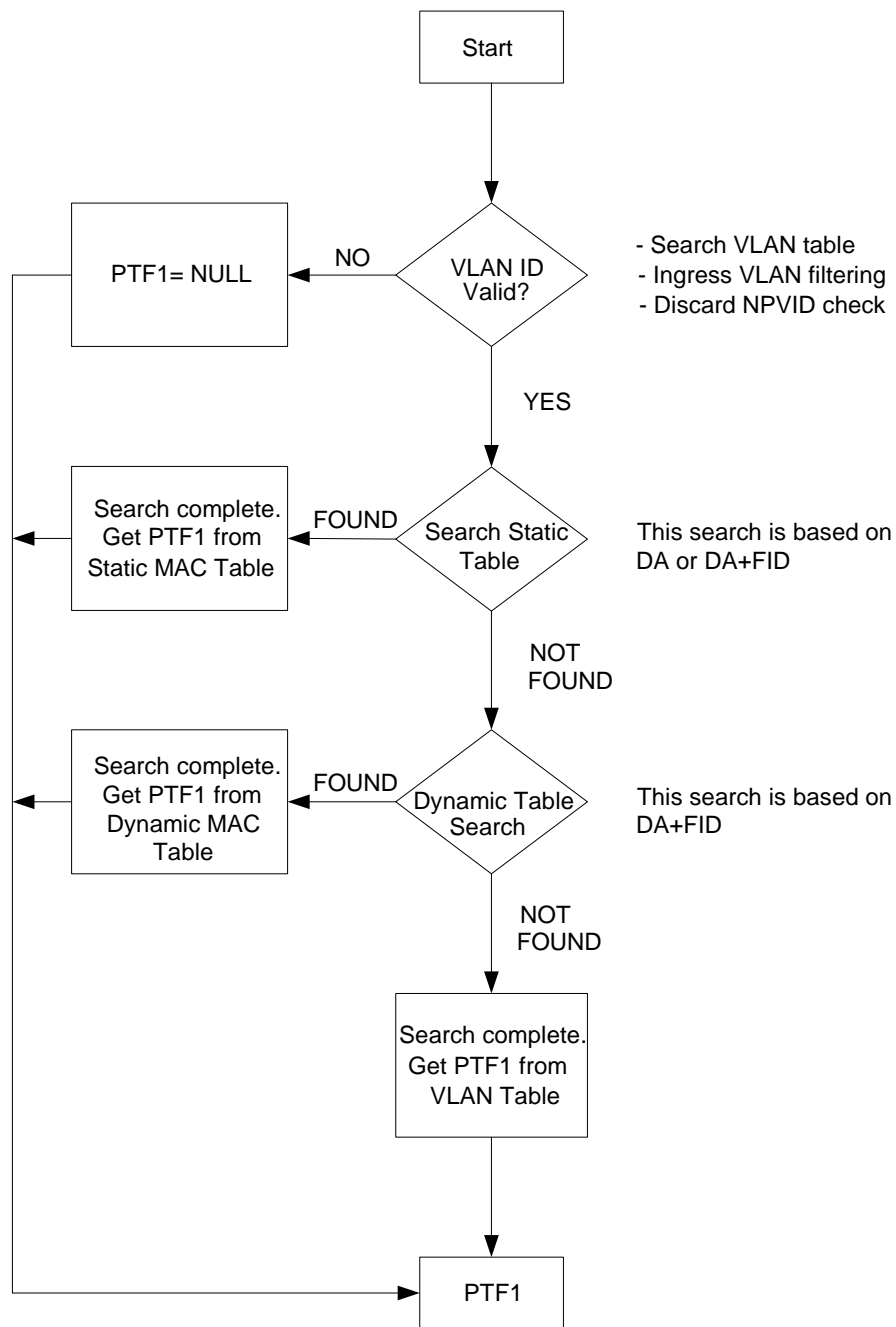 Start
VLAN ID
Valid?
NO
PTF1= NULL
- Search VLAN table
- Ingress VLAN filtering
- Discard NPVID check
YES
Search Static
Table
FOUND
Search complete.
Get PTF1 from
Static MAC Table
This search is based on
DA or DA+FID
NOT
FOUND
Dynamic Table
Search
FOUND
Search complete.
Get PTF1 from
Dynamic MAC
Table
This search is based on
DA+FID
NOT
FOUND
Search complete.
Get PTF1 from
VLAN Table
PTF1